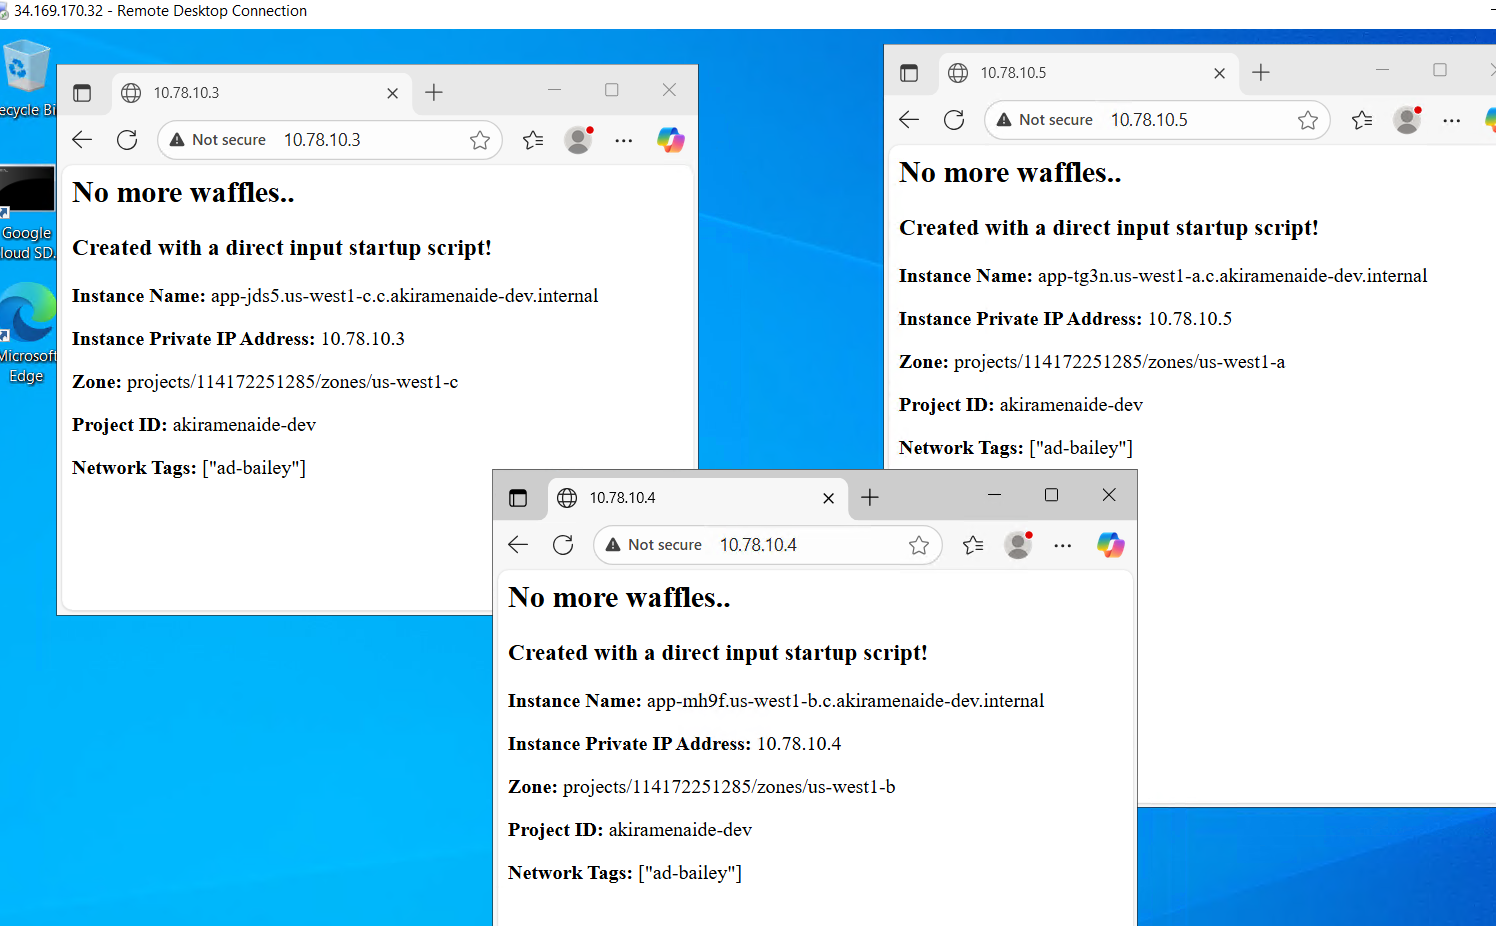 34.169.170.32 - Remote Desktop Connection
ecycle Bi
Google
loud SD.
Microsoft
Edge
10.78.10.3
Not secure 10.78.10.3
No more waffles..
Created with a direct input startup script!
Instance Name: app-jds5.us-west1-c.c.akiramenaide-dev.internal
Instance Private IP Address: 10.78.10.3
Zone: projects/114172251285/zones/us-west1-c
Project ID: akiramenaide-dev
Network Tags: ["ad-bailey"]
10.78.10.5
Not secure 10.78.10.5
No more waffles..
Created with a direct input startup script!
Instance Name: app-tg3n.us-west1-a.c.akiramenaide-dev.internal
Instance Private IP Address: 10.78.10.5
Zone: projects/114172251285/zones/us-west1-a
Project ID: akiramenaide-dev
Network Tags: ["ad-bailey"]
10.78.10.4
Not secure 10.78.10.4
No more waffles..
Created with a direct input startup script!
Instance Name: app-mh9f.us-west1-b.c.akiramenaide-dev.internal
Instance Private IP Address: 10.78.10.4
Zone: projects/114172251285/zones/us-west1-b
Project ID: akiramenaide-dev
Network Tags: ["ad-bailey"]